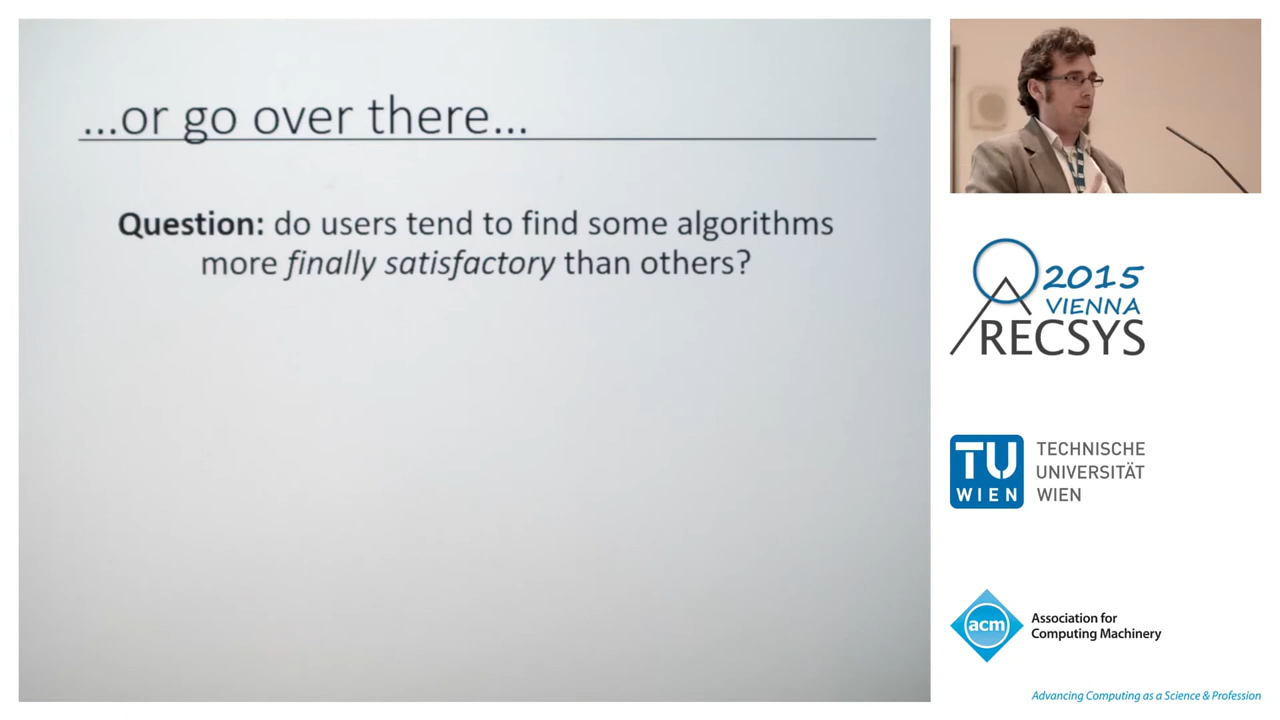 ...or go over there...
Question: do users tend to find some algorithms
more finally satisfactory than others?
2015
VIENNA
RECSYS
TU
WIEN
TECHNISCHE
UNIVERSITÄT
WIEN
acm
Association for
Computing Machinery
Advancing Computing as a Science & Profession